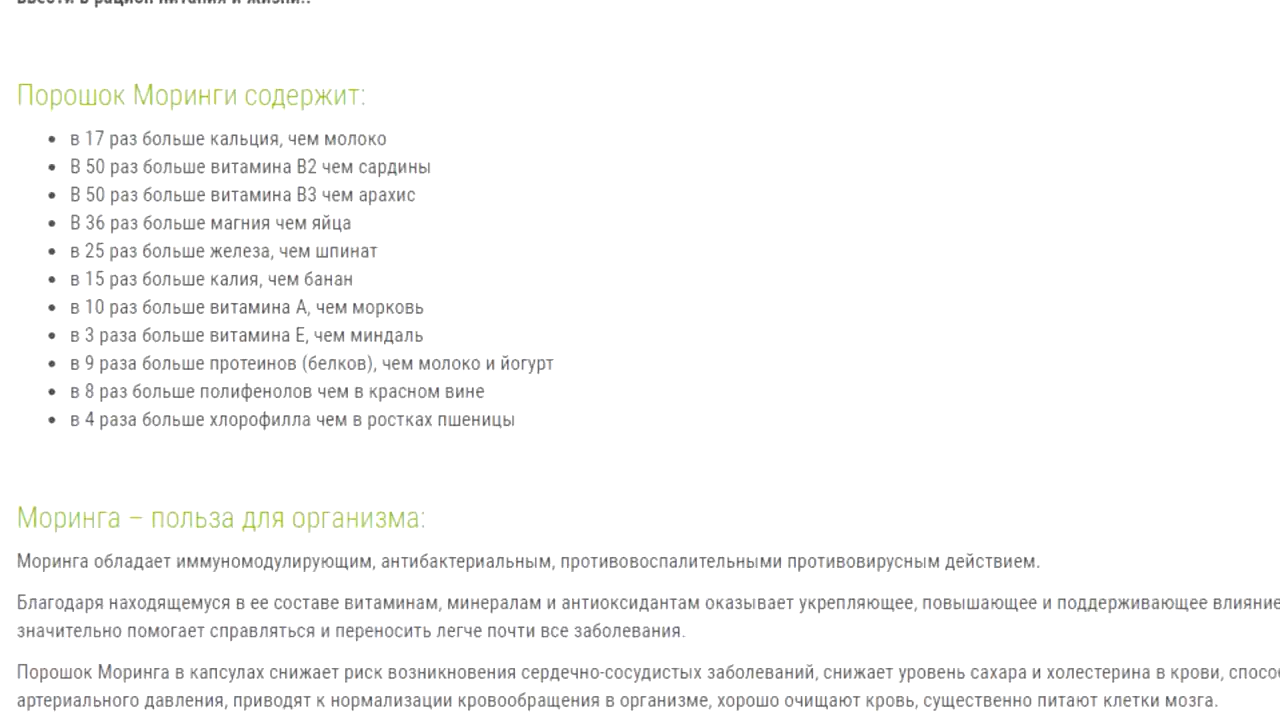 ввести в рацион питания и жизни!!
Порошок Моринги содержит:
в 17 раз больше кальция, чем молоко
В 50 раз больше витамина В2 чем сардины
В 50 раз больше витамина В3 чем арахис
В 36 раз больше магния чем яйца
в 25 раз больше железа, чем шпинат
в 15 раз больше калия, чем банан
в 10 раз больше витамина А, чем морковь
в 3 раза больше витамина Е, чем миндаль
в 9 раза больше протеинов (белков), чем молоко и йогурт
в 8 раз больше полифенолов чем в красном вине
в 4 раза больше хлорофилла чем в ростках пшеницы
Моринга – польза для организма:
Моринга обладает иммуномодулирующим, антибактериальным, противовоспалительными противовирусным действием.
Благодаря находящемуся в ее составе витаминам, минералам и антиоксидантам оказывает укрепляющее, повышающее и поддерживающее влияние
значительно помогает справляться и переносить легче почти все заболевания.
Порошок Моринга в капсулах снижает риск возникновения сердечно-сосудистых заболеваний, снижает уровень сахара и холестерина в крови,
артериального давления, приводят к нормализации кровообращения в организме, хорошо очищают кровь, существенно питают клетки мозга.